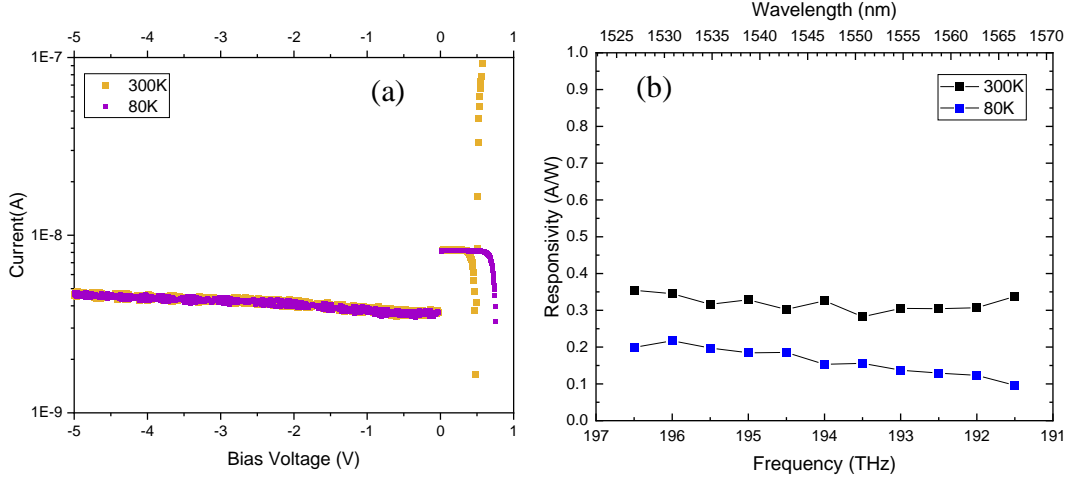 (a)
300K
80K
1E-7
1E-8
1E-9
Current(A)
-5 -4 -3 -2 -1 0 1
-5 -4 -3 -2 -1 0 1
Bias Voltage (V)
Wavelength (nm)
1525 1530 1535 1540 1545 1550 1555 1560 1565 1570
(b)
300K
80K
1.0
0.9
0.8
0.7
0.6
0.5
0.4
0.3
0.2
0.1
0.0
Responsivity (A/W)
197 196 195 194 193 192 191
Frequency (THz)